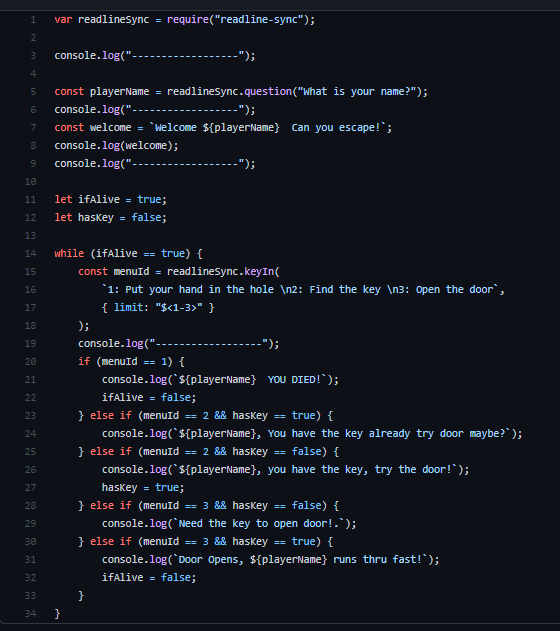 1 var readlineSync = require("readline-sync");
2
3 console.log("------------------");
4
5 const playerName = readlineSync.question("What is your name?");
6 console.log("------------------");
7 const welcome = `Welcome ${playerName}  Can you escape!`;
8 console.log(welcome);
9 console.log("------------------");
10
11 let ifAlive = true;
12 let hasKey = false;
13
14 while (ifAlive == true) {
15     const menuId = readlineSync.keyIn(
16         `1: Put your hand in the hole \n2: Find the key \n3: Open the door`,
17         { limit: "$<1-3>" }
18     );
19     console.log("------------------");
20     if (menuId == 1) {
21         console.log(`${playerName}  YOU DIED!`);
22         ifAlive = false;
23     } else if (menuId == 2 && hasKey == true) {
24         console.log(`${playerName}, You have the key already try door maybe?`);
25     } else if (menuId == 2 && hasKey == false) {
26         console.log(`${playerName}, you have the key, try the door!`);
27         hasKey = true;
28     } else if (menuId == 3 && hasKey == false) {
29         console.log(`Need the key to open door!.`);
30     } else if (menuId == 3 && hasKey == true) {
31         console.log(`Door Opens, ${playerName} runs thru fast!`);
32         ifAlive = false;
33     }
34 }